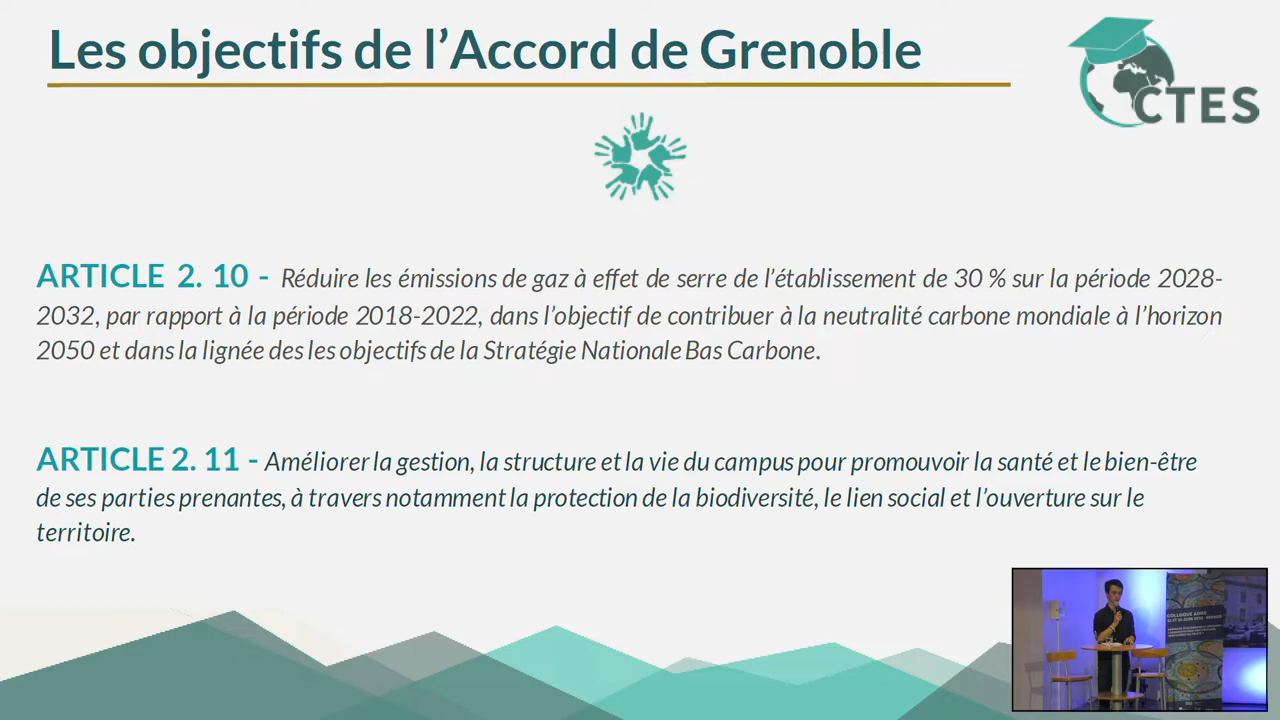 Les objectifs de l’Accord de Grenoble
CTES
ARTICLE 2. 10 - Réduire les émissions de gaz à effet de serre de l’établissement de 30 % sur la période 2028-
2032, par rapport à la période 2018-2022, dans l’objectif de contribuer à la neutralité carbone mondiale à l’horizon
2050 et dans la lignée des les objectifs de la Stratégie Nationale Bas Carbone.
ARTICLE 2. 11 - Améliorer la gestion, la structure et la vie du campus pour promouvoir la santé et le bien-être
de ses parties prenantes, à travers notamment la protection de la biodiversité, le lien social et l’ouverture sur le
territoire.
COLLOQUE